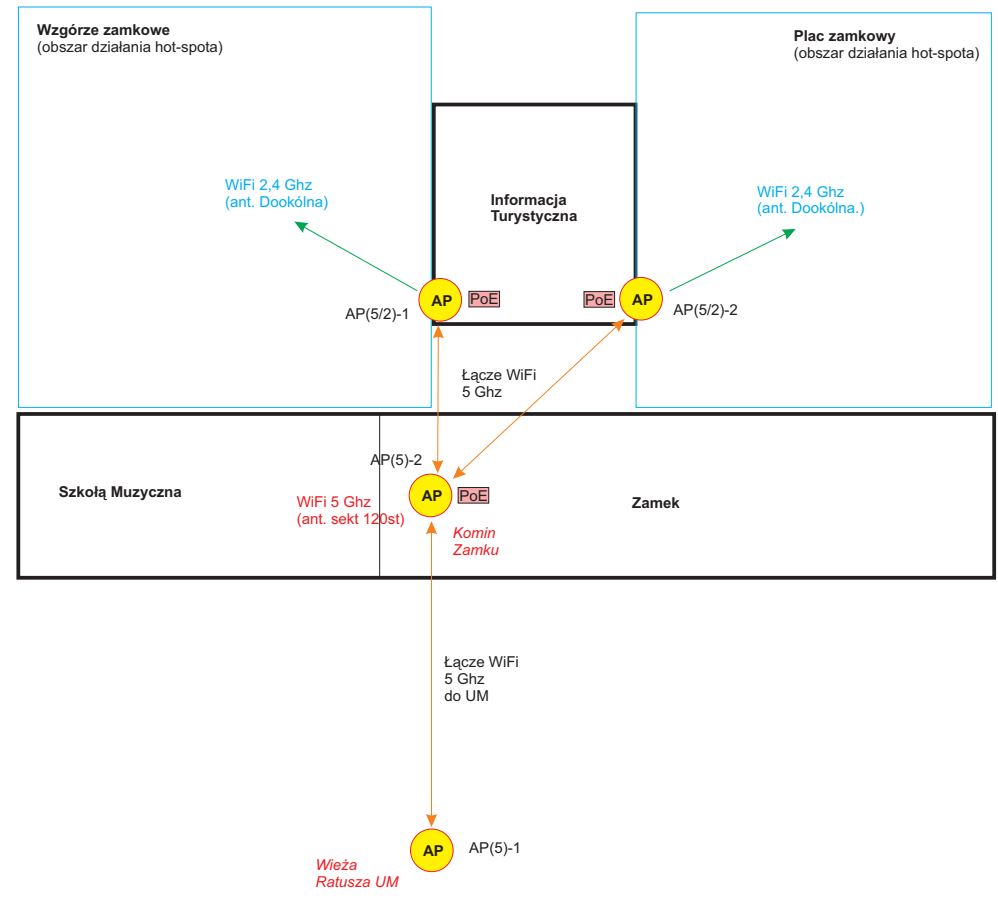 Wzgórze zamkowe
(obszar działania hot-spota)
Plac zamkowy
(obszar działania hot-spota)
WiFi 2,4 Ghz
(ant. Dookólna)
Informacja
Turystyczna
WiFi 2,4 Ghz
(ant. Dookólna.)
AP
PoE
PoE
AP
AP(5/2)-1
AP(5/2)-2
Łącze WiFi
5 Ghz
AP(5)-2
Szkołą Muzyczna
WiFi 5 Ghz
(ant. sekt 120st)
AP
PoE
Zamek
Komin
Zamku
Łącze WiFi
5 Ghz
do UM
AP
AP(5)-1
Wieża
Ratusza UM